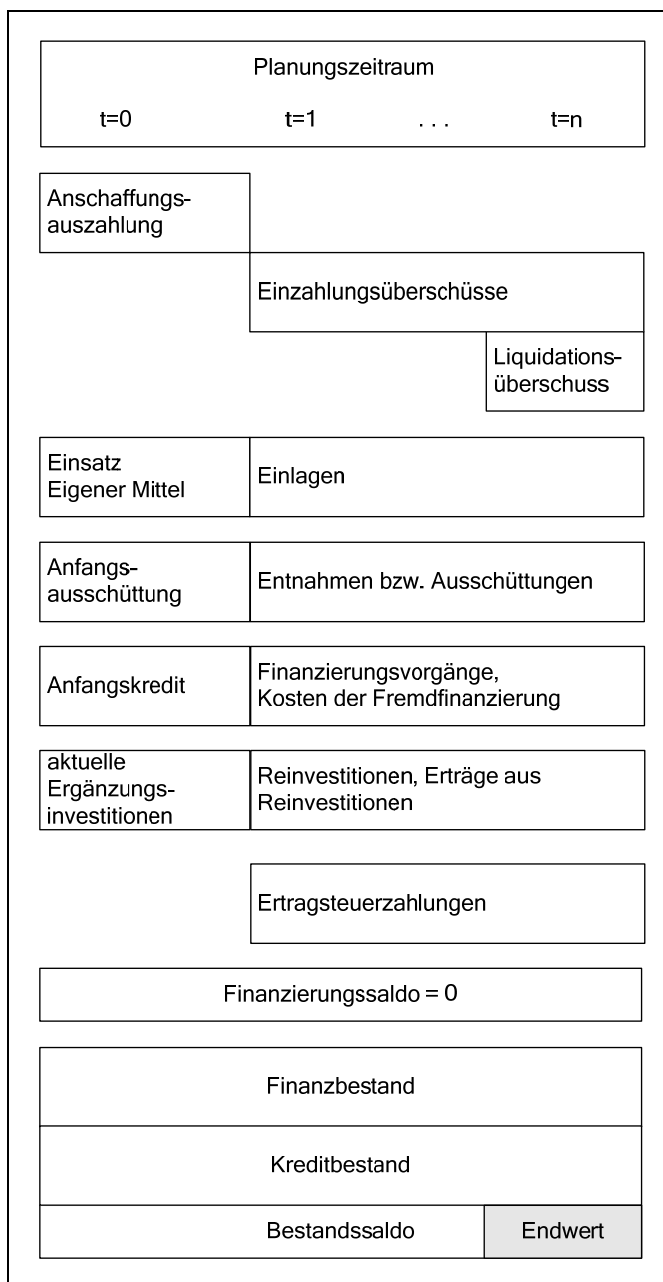 Planungszeitraum
t=0 t=1 . . . t=n
Anschaffungs-
auszahlung
Einzahlungsüberschüsse
Liquidations-
überschuss
Einsatz
Eigener Mittel
Einlagen
Anfangs-
ausschüttung
Entnahmen bzw. Ausschüttungen
Anfangskredit
Finanzierungsvorgänge,
Kosten der Fremdfinanzierung
aktuelle
Ergänzungs-
investitionen
Reinvestitionen, Erträge aus
Reinvestitionen
Ertragsteuerzahlungen
Finanzierungssaldo = 0
Finanzbestand
Kreditbestand
Bestandssaldo
Endwert